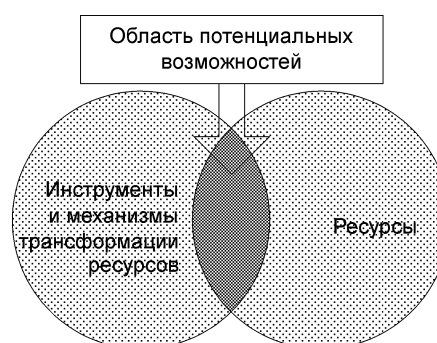 Область потенциальных
возможностей
Инструменты
и механизмы
трансформации
ресурсов
Ресурсы